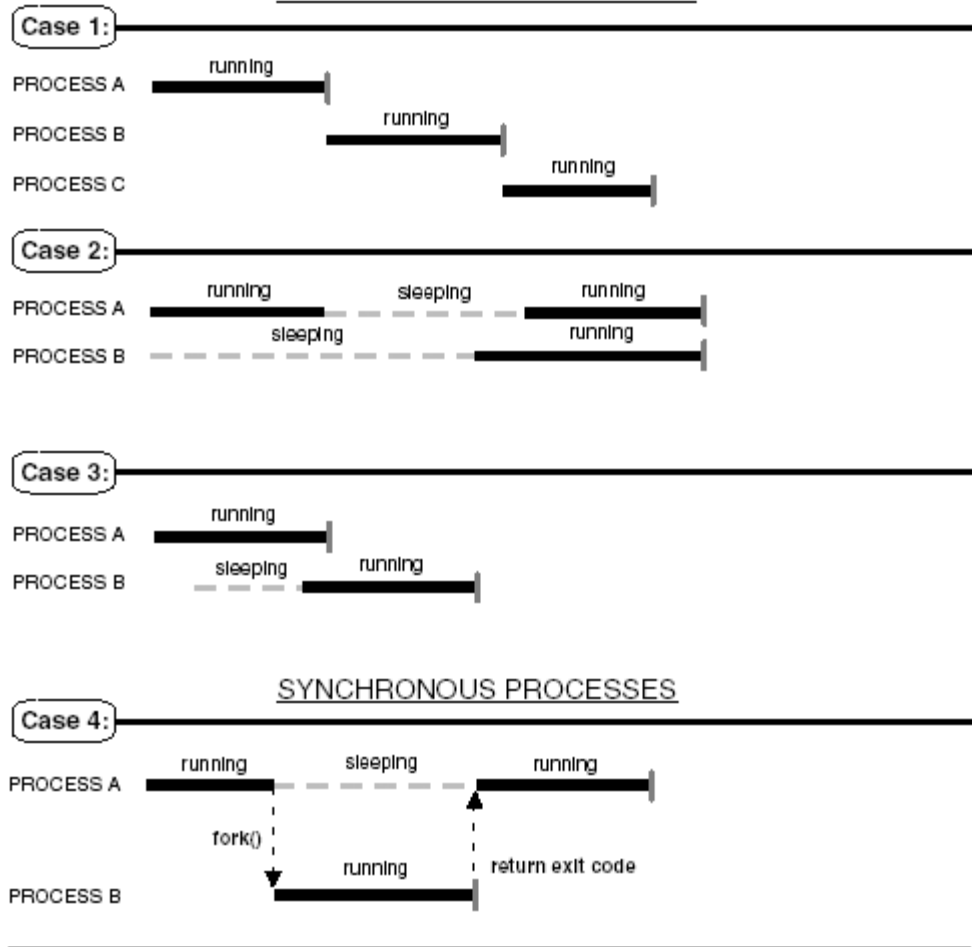 Case 1:
running
PROCESS A
running
PROCESS B
running
PROCESS C
Case 2:
running sleeping running
PROCESS A
sleeping running
PROCESS B
Case 3:
running
PROCESS A
sleeping running
PROCESS B
SYNCHRONOUS PROCESSES
Case 4:
running sleeping running
PROCESS A
fork()
running return exit code
PROCESS B